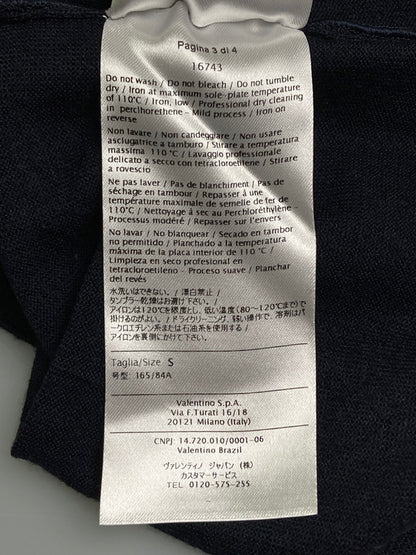 Pagina 3 di 4
16743
Do not wash / Do not bleach / Do not tumble
dry / Iron at maximum sole-plate temperature
of 110°C / Iron, low / Professional dry cleaning
in perclhorethene - Mild process / Iron on
reverse
Non lavare / Non candeggiare / Non usare
asciugatrice a tamburo / Stirare a temperatura
massima 110°C / Lavaggio professionale
delicato a secco con tetracloroetilene / Stirare
a rovescio
Ne pas laver / Pas de blanchiment / Pas de
séchage en tambour / Repasser à une
température maximale de semelle de fer de
110°C / Nettoyage à sec au Perchloréthylène -
Processus modéré / Repasser sur l'envers
No lavar / No blanquear / Secado en tambor
no permitido / Planchado a la temperatura
máxima de la placa interior de 110°C /
Limpieza en seco profesional en
tetracloroetileno - Proceso suave / Planchar
del revés
水洗いはできない。/ 漂白禁止 /
タンブラー乾燥はお避け下さい。/
アイロンは120℃を限度とし、低い温度(80〜120℃まで)で
掛けるのがよい。/ ドライクリーニング、弱い操作で、溶剤はパ
ークロエチレン系または石油系を使用する /
アイロンを裏側にかけて下さい
Taglia/Size S
号型: 165/84A
Valentino S.p.A.
Via F.Turati 16/18
20121 Milano (Italy)
CNPJ: 14.720.010/0001-06
Valentino Brazil
ヴァレンティノ ジャパン (株)
カスタマーサービス
TEL. 0120-575-255